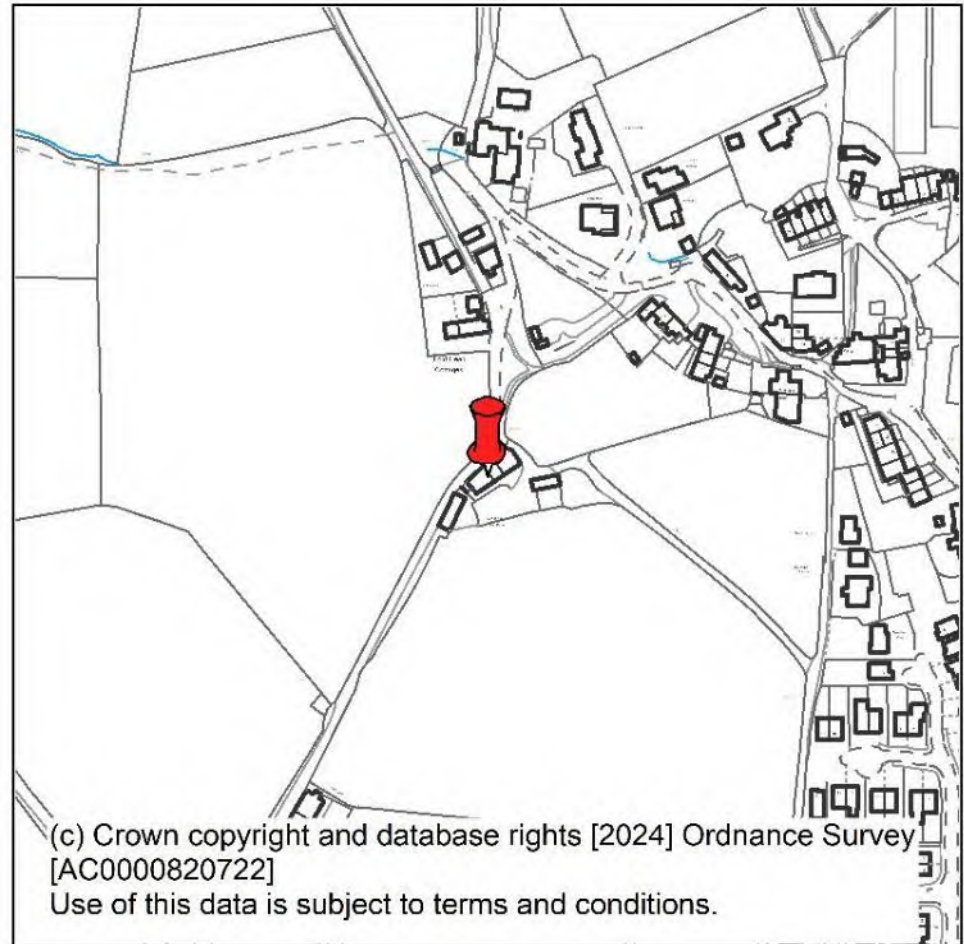 Cottages
(c) Crown copyright and database rights [2024] Ordnance Survey
[AC0000820722]
Use of this data is subject to terms and conditions.